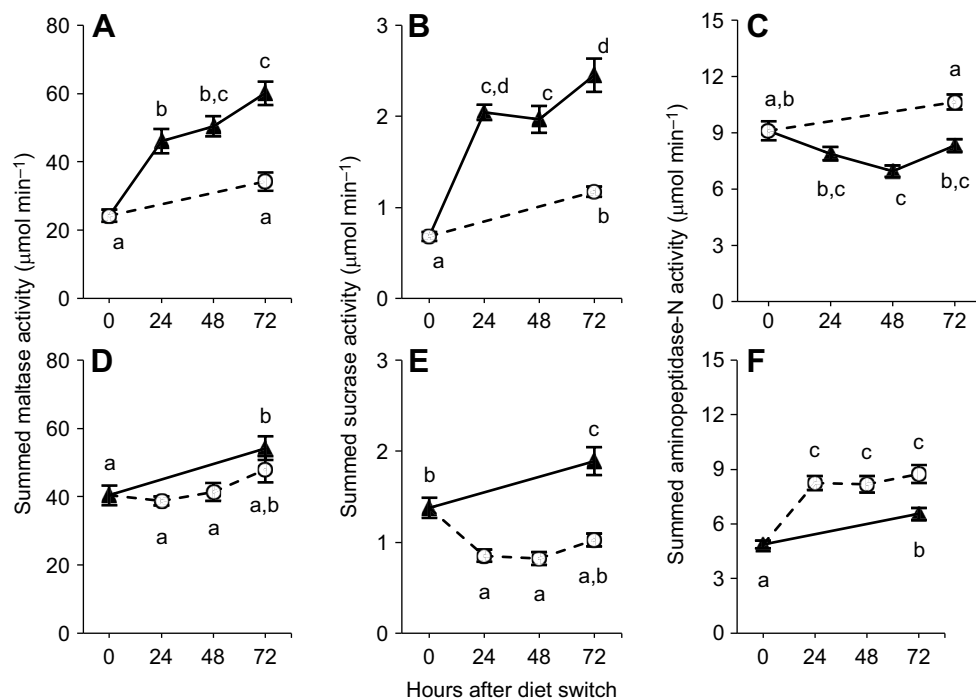 A
B
C
Summed maltase activity (μmol min⁻¹)
80
60
40
20
0
a
b
b,c
c
a
0 24 48 72
Summed sucrase activity (μmol min⁻¹)
3
2
1
0
a
c,d
c
d
b
0 24 48 72
Summed aminopeptidase-N activity (μmol min⁻¹)
15
12
9
6
3
0
a,b
a
b,c
c
b,c
0 24 48 72
D
E
F
80
60
40
20
0
a
b
a
a
a,b
0 24 48 72
3
2
1
0
b
c
a
a
a,b
0 24 48 72
15
12
9
6
3
0
c
c
c
a
b
0 24 48 72
Hours after diet switch